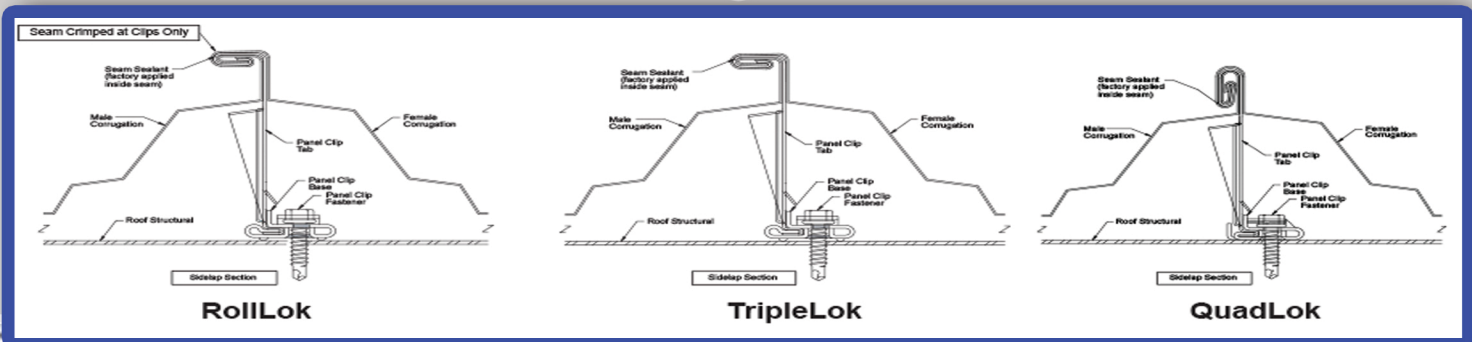 Seam Crimped at Clips Only
Seam Sealant
(factory applied
inside seam)
Male
Corrugation
Female
Corrugation
Panel Clip
Tab
Panel Clip
Base
Panel Clip
Fastener
Roof Structural
Z
Z
Sidelap Section
RollLok
Seam Sealant
(factory applied
inside seam)
Male
Corrugation
Female
Corrugation
Panel Clip
Tab
Panel Clip
Base
Panel Clip
Fastener
Roof Structural
Z
Z
Sidelap Section
TripleLok
Seam Sealant
(factory applied
inside seam)
Male
Corrugation
Female
Corrugation
Panel Clip
Tab
Panel Clip
Base
Panel Clip
Fastener
Roof Structural
Z
Z
Sidelap Section
QuadLok